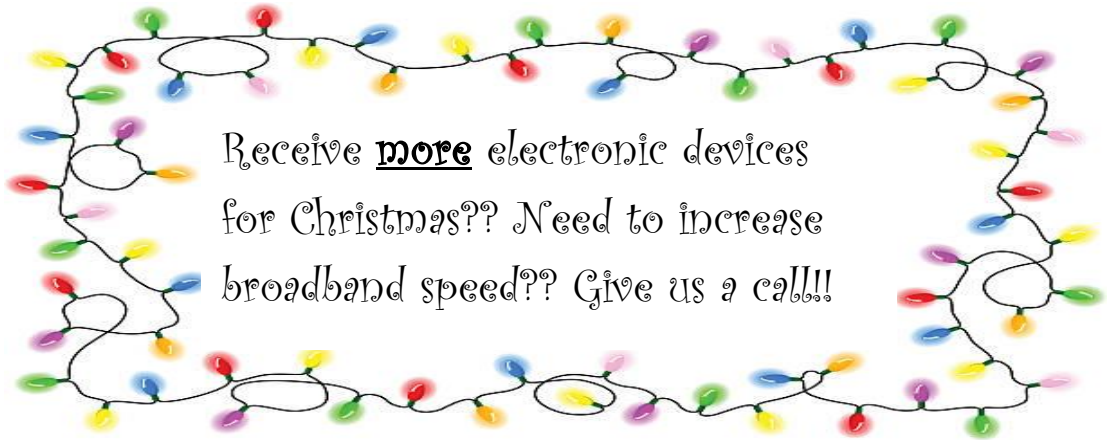 Receive more electronic devices
for Christmas?? Need to increase
broadband speed?? Give us a call!!